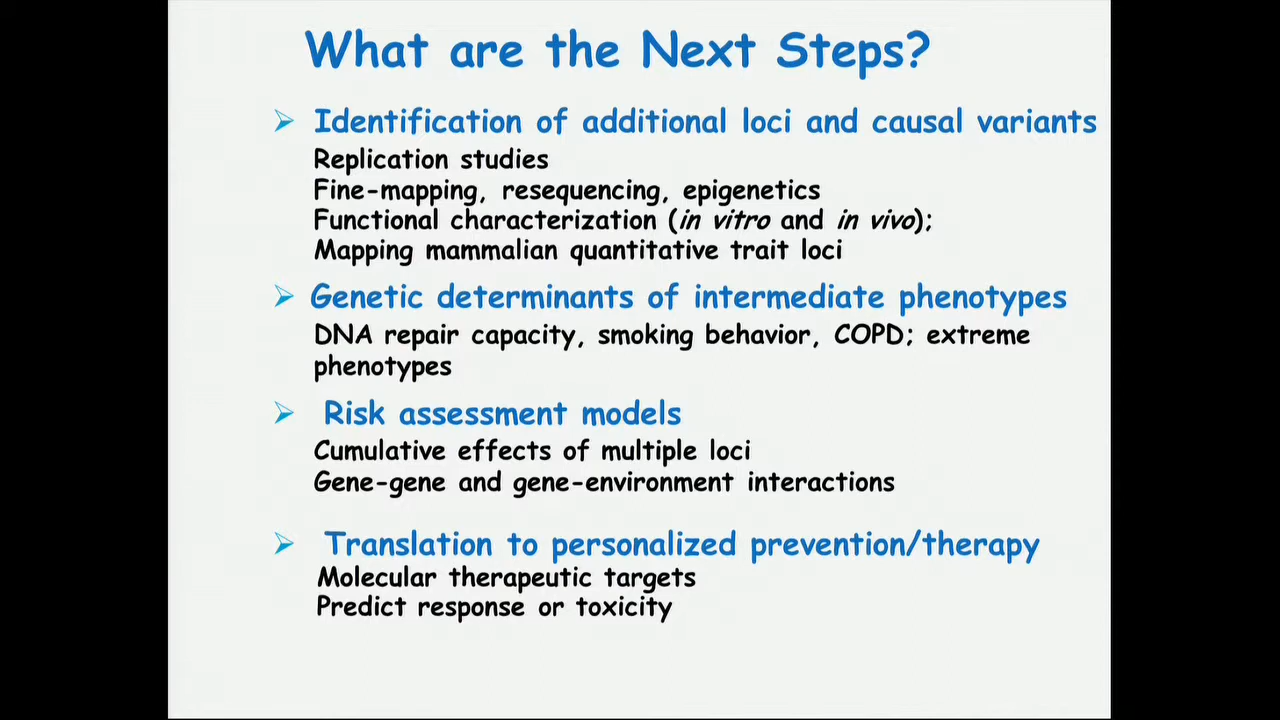 What are the Next Steps?
Identification of additional loci and causal variants
Replication studies
Fine-mapping, resequencing, epigenetics
Functional characterization (in vitro and in vivo);
Mapping mammalian quantitative trait loci
Genetic determinants of intermediate phenotypes
DNA repair capacity, smoking behavior, COPD; extreme
phenotypes
Risk assessment models
Cumulative effects of multiple loci
Gene-gene and gene-environment interactions
Translation to personalized prevention/therapy
Molecular therapeutic targets
Predict response or toxicity